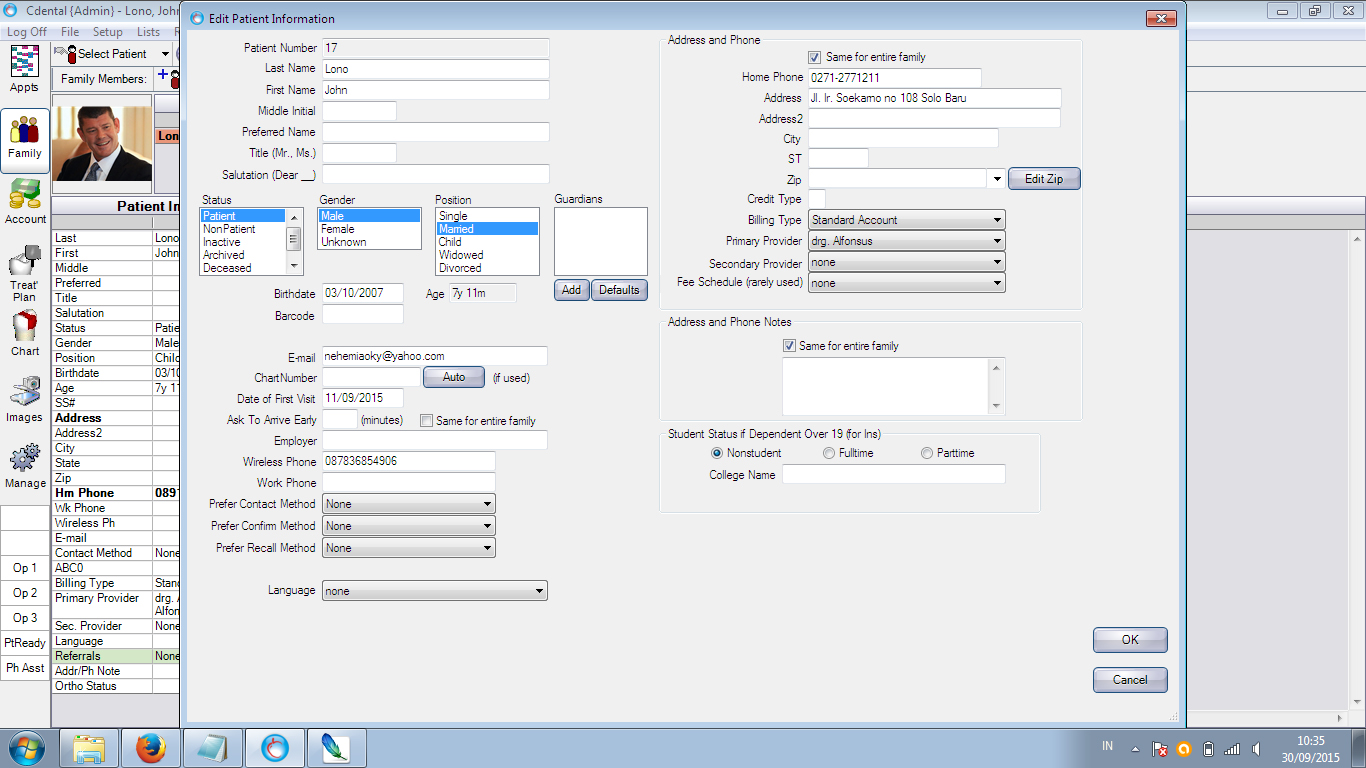 Cdental {Admin} - Lono, John
Log Off File Setup Lists
Select Patient
Family Members:
Appts
Family
Account
Treat' Plan
Chart
Images
Manage
Op 1
Op 2
Op 3
PtReady
Ph Asst
Lon
Patient In
Last Lono
First John
Middle
Preferred
Title
Salutation
Status Patie
Gender Male
Position Child
Birthdate 03/10
Age 7y 11
SS#
Address
Address2
City
State
Zip
Hm Phone 089
Wk Phone
Wireless Ph
E-mail
Contact Method None
ABC0
Billing Type Stand
Primary Provider drg. A
Alfon
Sec. Provider None
Language
Referrals None
Addr/Ph Note
Ortho Status
Edit Patient Information
Patient Number 17
Last Name Lono
First Name John
Middle Initial
Preferred Name
Title (Mr., Ms.)
Salutation (Dear __)
Status
Patient
NonPatient
Inactive
Archived
Deceased
Gender
Male
Female
Unknown
Position
Single
Married
Child
Widowed
Divorced
Guardians
Add Defaults
Birthdate 03/10/2007 Age 7y 11m
Barcode
E-mail nehemiaoky@yahoo.com
ChartNumber Auto (if used)
Date of First Visit 11/09/2015
Ask To Arrive Early (minutes) Same for entire family
Employer
Wireless Phone 087836854906
Work Phone
Prefer Contact Method None
Prefer Confirm Method None
Prefer Recall Method None
Language none
Address and Phone
Same for entire family
Home Phone 0271-2771211
Address Jl. Ir. Soekarno no 108 Solo Baru
Address2
City
ST
Zip Edit Zip
Credit Type
Billing Type Standard Account
Primary Provider drg. Alfonsus
Secondary Provider none
Fee Schedule (rarely used) none
Address and Phone Notes
Same for entire family
Student Status if Dependent Over 19 (for Ins)
Nonstudent Fulltime Parttime
College Name
OK
Cancel
IN
10:35
30/09/2015